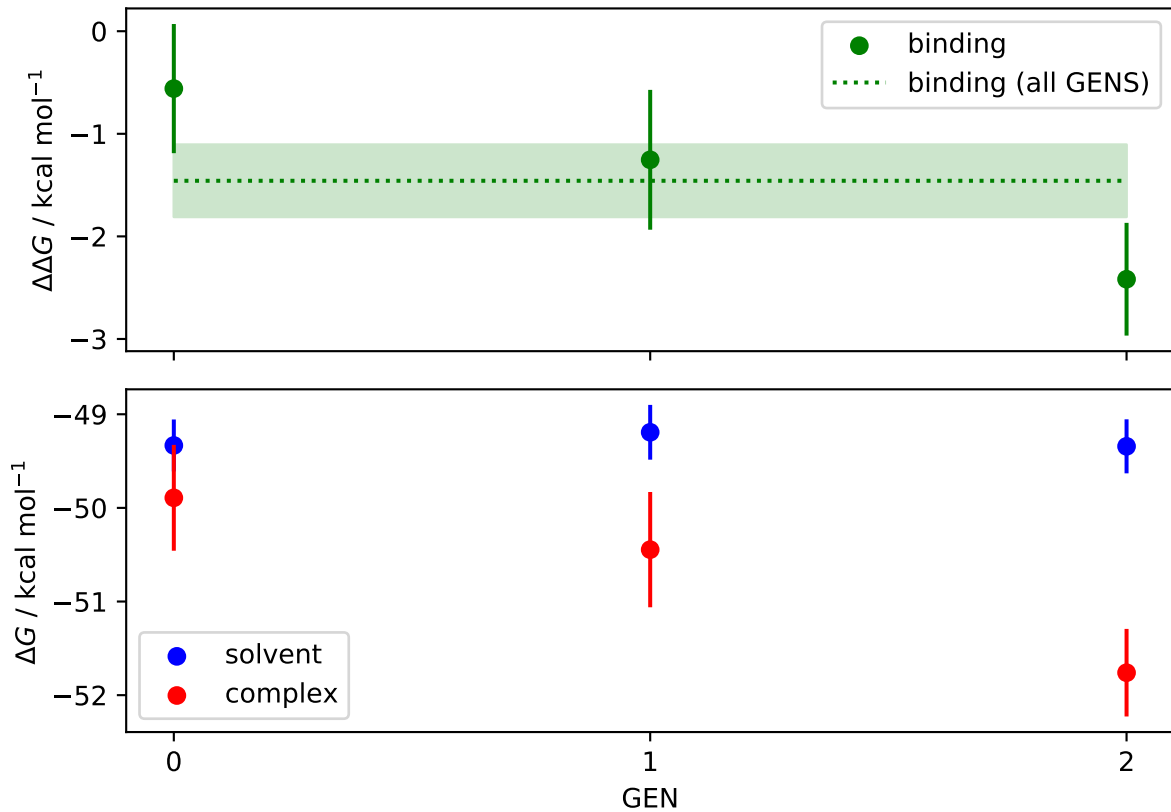 0
−1
−2
−3
ΔΔG / kcal mol⁻¹
binding
binding (all GENS)
−49
−50
−51
−52
ΔG / kcal mol⁻¹
solvent
complex
0 1 2
GEN